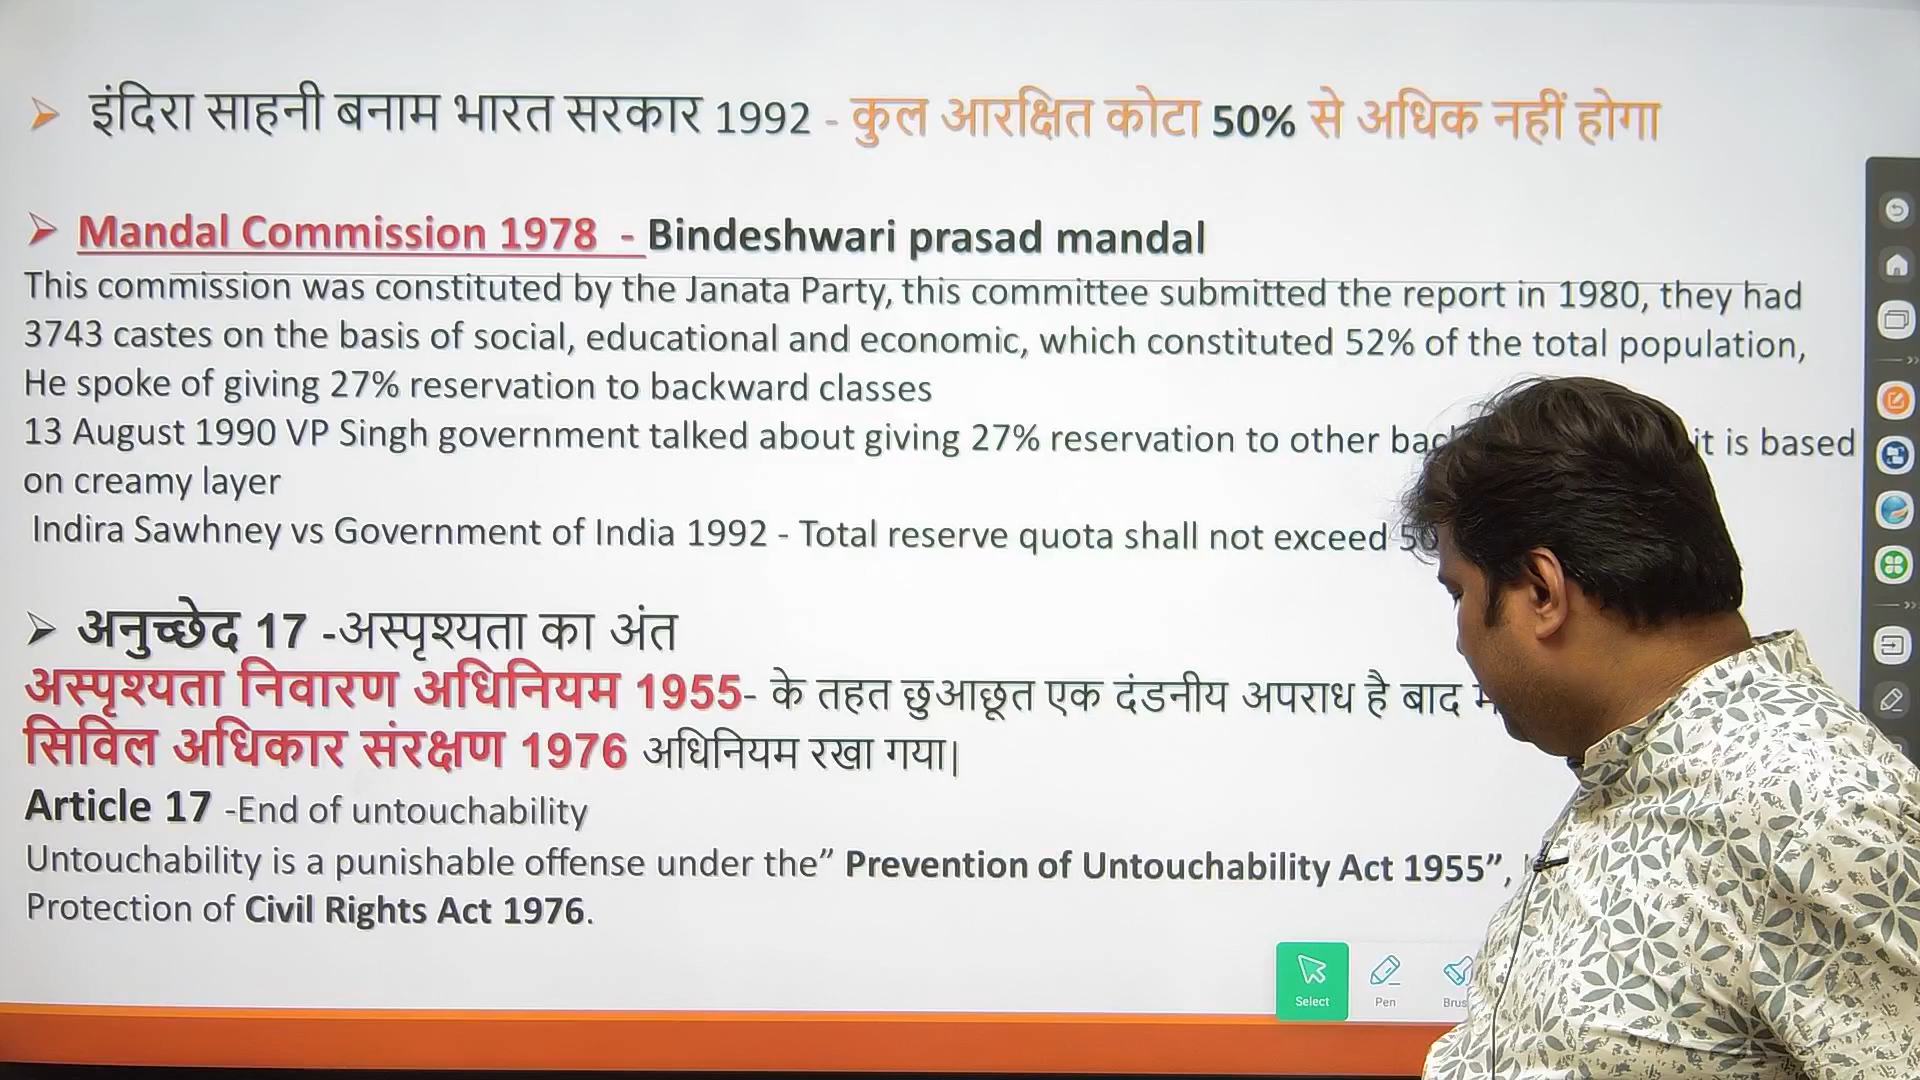 ➢ इंदिरा साहनी बनाम भारत सरकार 1992 - कुल आरक्षित कोटा 50% से अधिक नहीं होगा
➢ Mandal Commission 1978 - Bindeshwari prasad mandal
This commission was constituted by the Janata Party, this committee submitted the report in 1980, they had
3743 castes on the basis of social, educational and economic, which constituted 52% of the total population,
He spoke of giving 27% reservation to backward classes
13 August 1990 VP Singh government talked about giving 27% reservation to other it is based
on creamy layer
Indira Sawhney vs Government of India 1992 - Total reserve quota shall not exceed
➢ अनुच्छेद 17 -अस्पृश्यता का अंत
अस्पृश्यता निवारण अधिनियम 1955- के तहत छुआछूत एक दंडनीय अपराध है बाद
सिविल अधिकार संरक्षण 1976 अधिनियम रखा गया|
Article 17 -End of untouchability
Untouchability is a punishable offense under the” Prevention of Untouchability Act 1955”,
Protection of Civil Rights Act 1976.
Select Pen